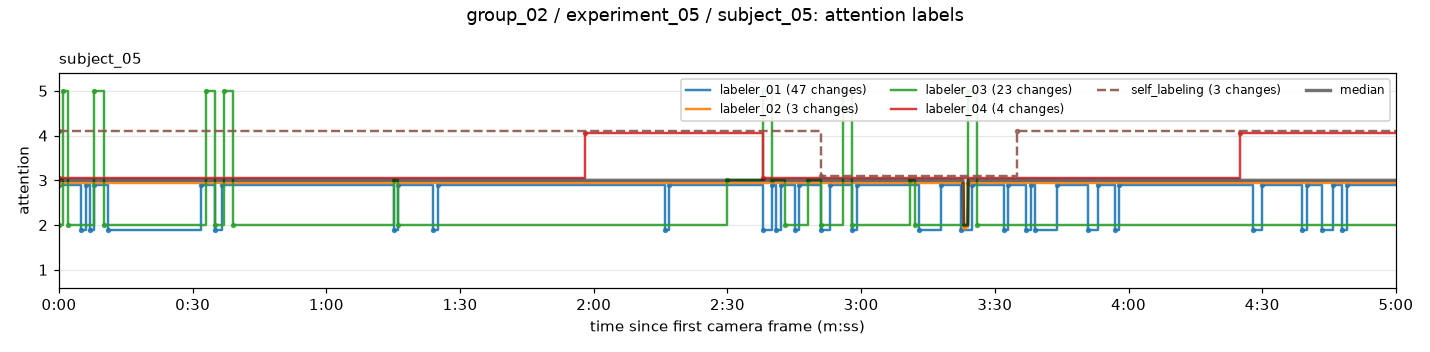 group_02 / experiment_05 / subject_05: attention labels
subject_05
labeler_01 (47 changes)
labeler_02 (3 changes)
labeler_03 (23 changes)
labeler_04 (4 changes)
self_labeling (3 changes)
median
attention
5
4
3
2
1
0:00 0:30 1:00 1:30 2:00 2:30 3:00 3:30 4:00 4:30 5:00
time since first camera frame (m:ss)